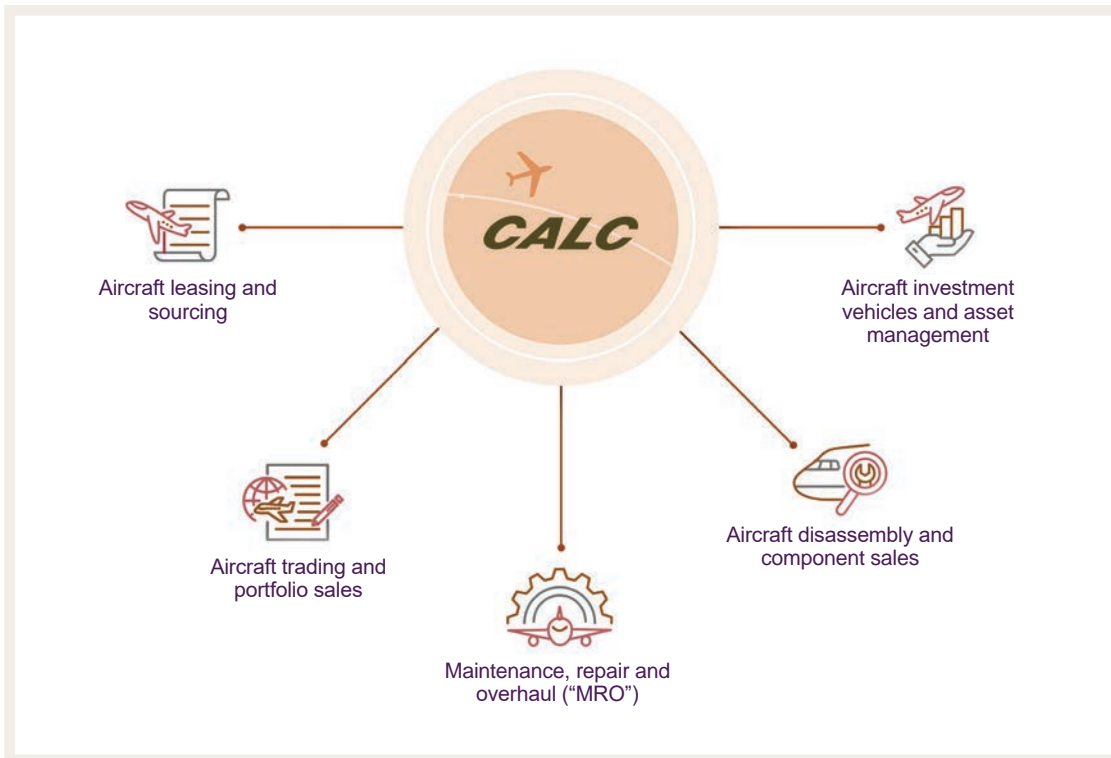 CALC
Aircraft leasing and
sourcing
Aircraft investment
vehicles and asset
management
Aircraft trading and
portfolio sales
Aircraft disassembly and
component sales
Maintenance, repair and
overhaul (“MRO”)